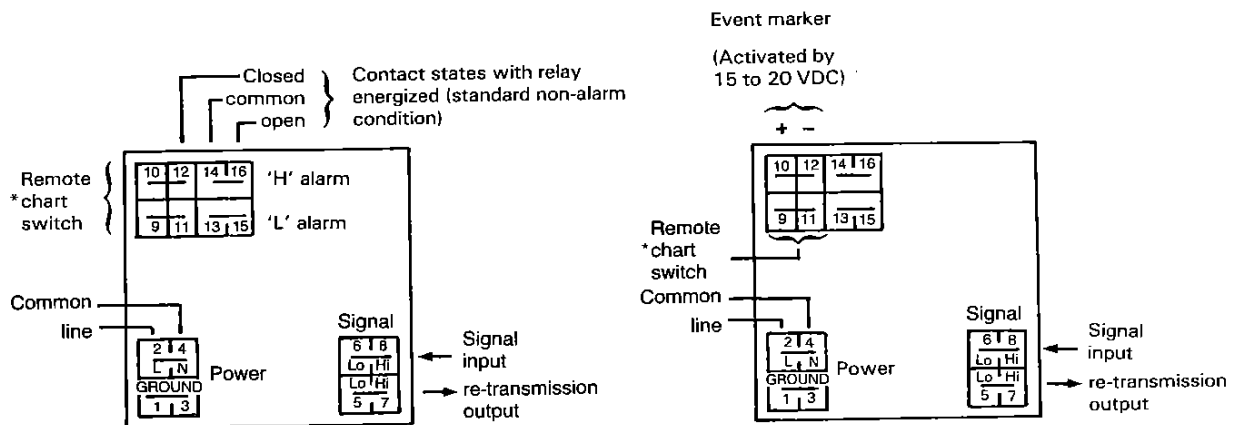 Closed
common
open
Contact states with relay
energized (standard non-alarm
condition)
Remote
*chart
switch
10 12 14 16
'H' alarm
9 11 13 15
'L' alarm
Common
line
2 4
L N
GROUND
1 3
Power
Signal
6 8
Lo Hi
Lo Hi
5 7
Signal
input
re-transmission
output
Event marker
(Activated by
15 to 20 VDC)
+ –
10 12 14 16
9 11 13 15
Remote
*chart
switch
Common
line
2 4
L N
GROUND
1 3
Power
Signal
6 8
Lo Hi
Lo Hi
5 7
Signal
input
re-transmission
output